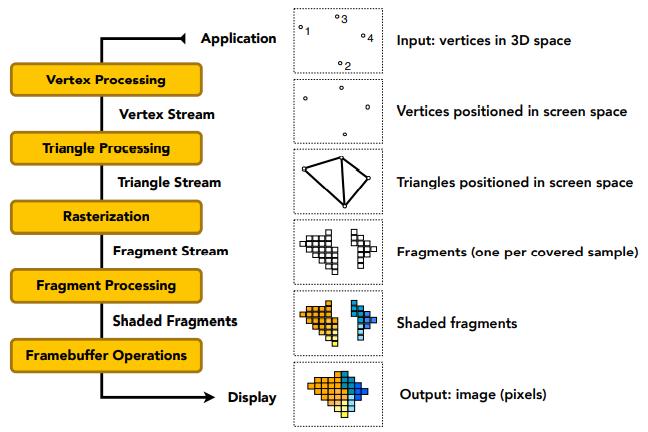 Application
1
3
4
2
Input: vertices in 3D space
Vertex Processing
Vertex Stream
Vertices positioned in screen space
Triangle Processing
Triangle Stream
Triangles positioned in screen space
Rasterization
Fragment Stream
Fragments (one per covered sample)
Fragment Processing
Shaded Fragments
Shaded fragments
Framebuffer Operations
Display
Output: image (pixels)